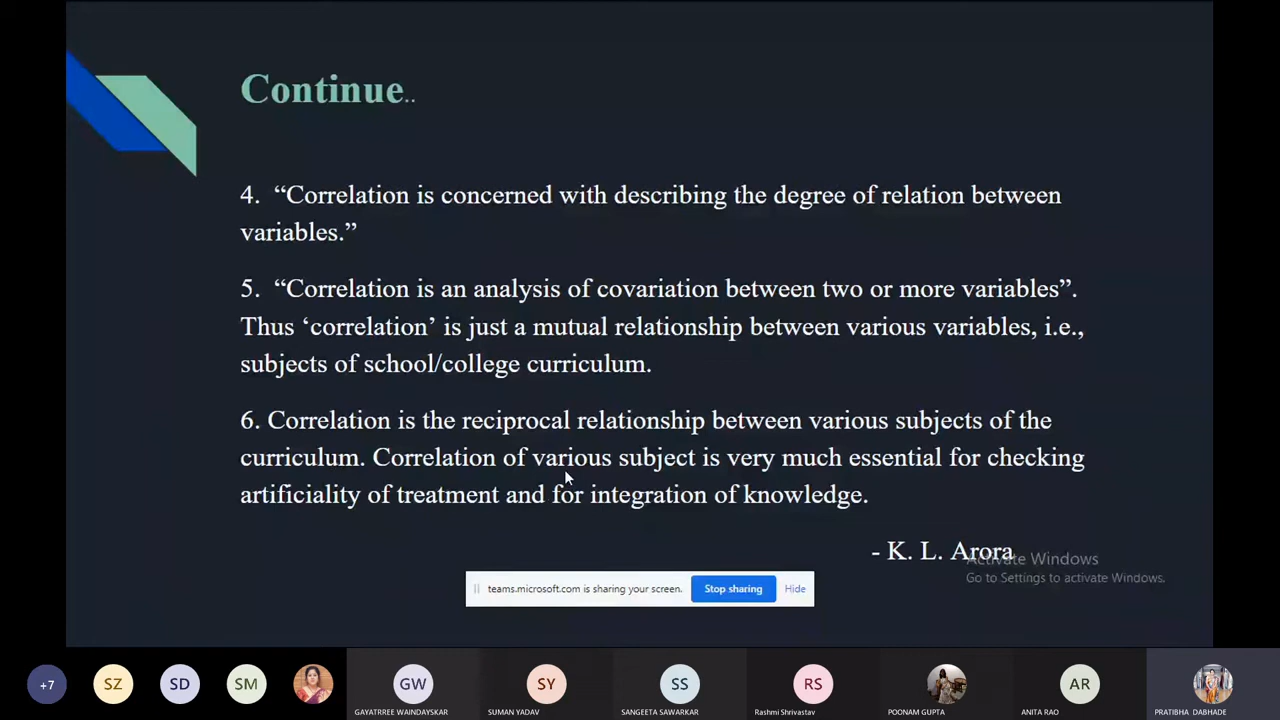 Continue..
4. “Correlation is concerned with describing the degree of relation between
variables.”
5. “Correlation is an analysis of covariation between two or more variables”.
Thus ‘correlation’ is just a mutual relationship between various variables, i.e.,
subjects of school/college curriculum.
6. Correlation is the reciprocal relationship between various subjects of the
curriculum. Correlation of various subject is very much essential for checking
artificiality of treatment and for integration of knowledge.
- K. L. Arora
Activate Windows
Go to Settings to activate Windows.
teams.microsoft.com is sharing your screen.
Stop sharing
Hide
+7
SZ
SD
SM
GW
SY
SS
RS
AR
GAYATRREE WAINDAYSKAR
SUMAN YADAV
SANGEETA SAWARKAR
Rashmi Shrivastav
POONAM GUPTA
ANITA RAO
PRATIBHA DABHADE